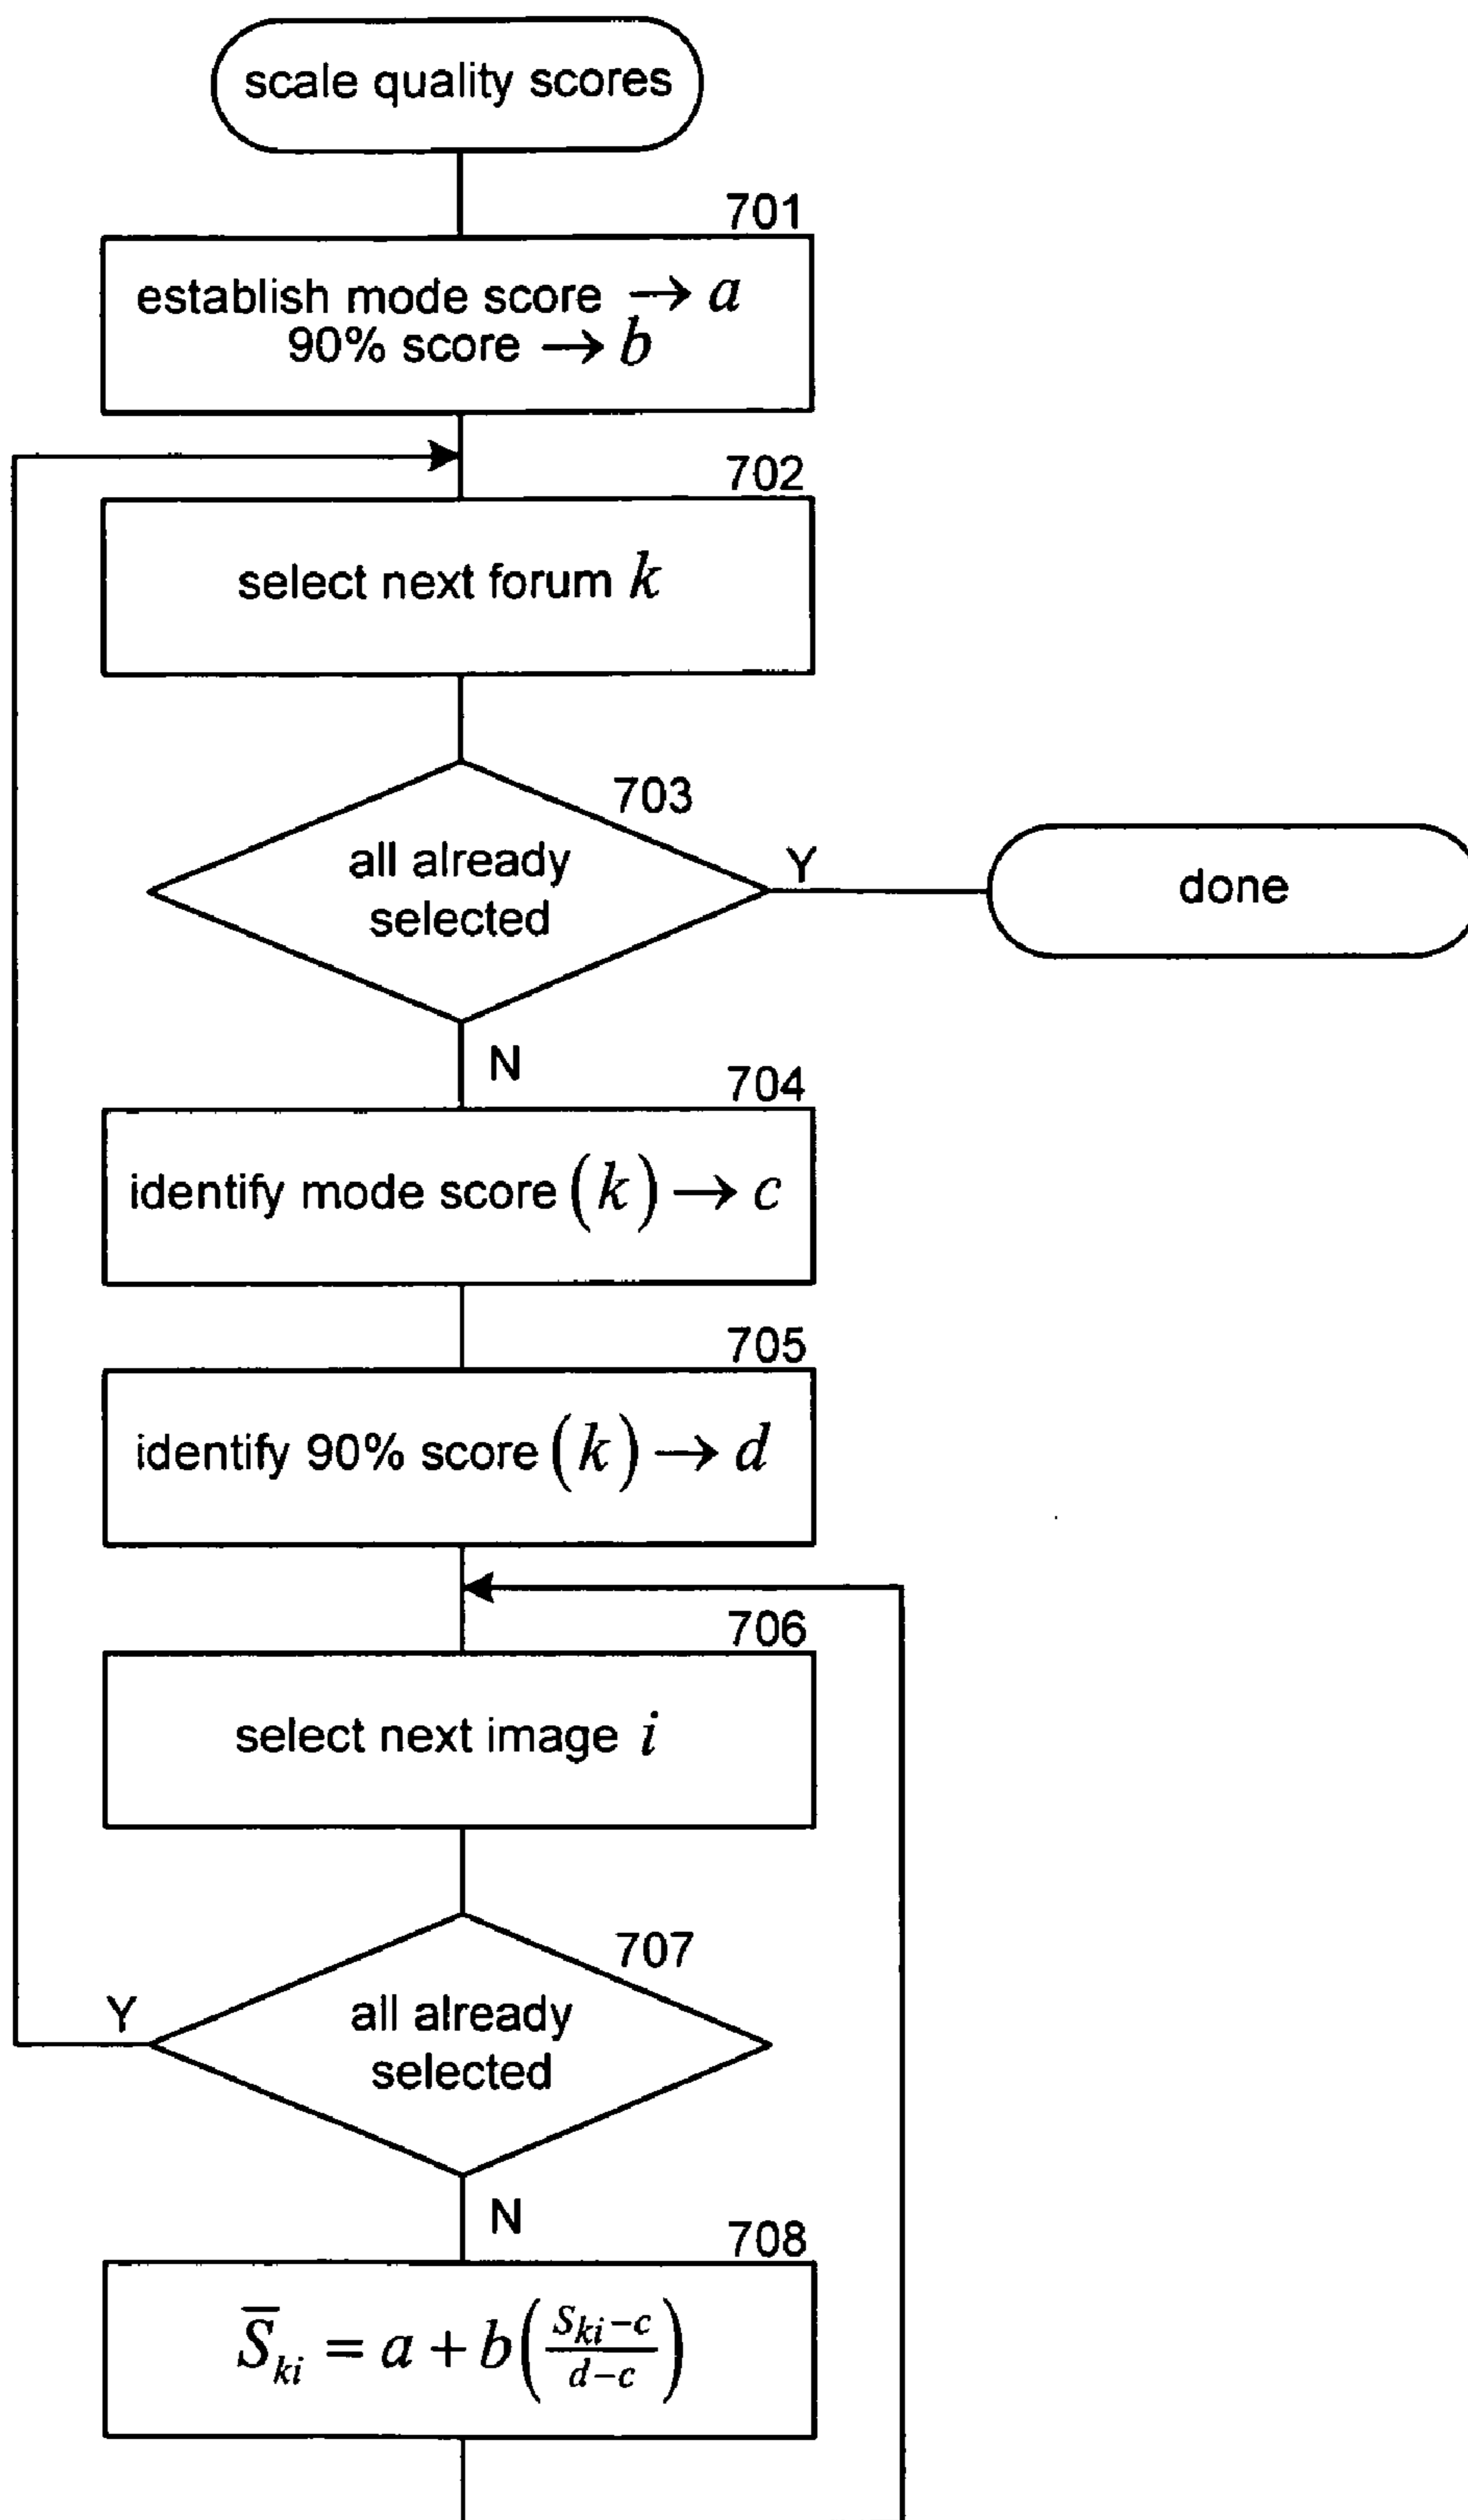 scale quality scores
701
establish mode score → a
90% score → b
702
select next forum k
703
all already
selected
Y
done
N
704
identify mode score (k) → c
705
identify 90% score (k) → d
706
select next image i
707
Y
all already
selected
N
708
S̅ki = a + b((Ski − c)/(d − c))